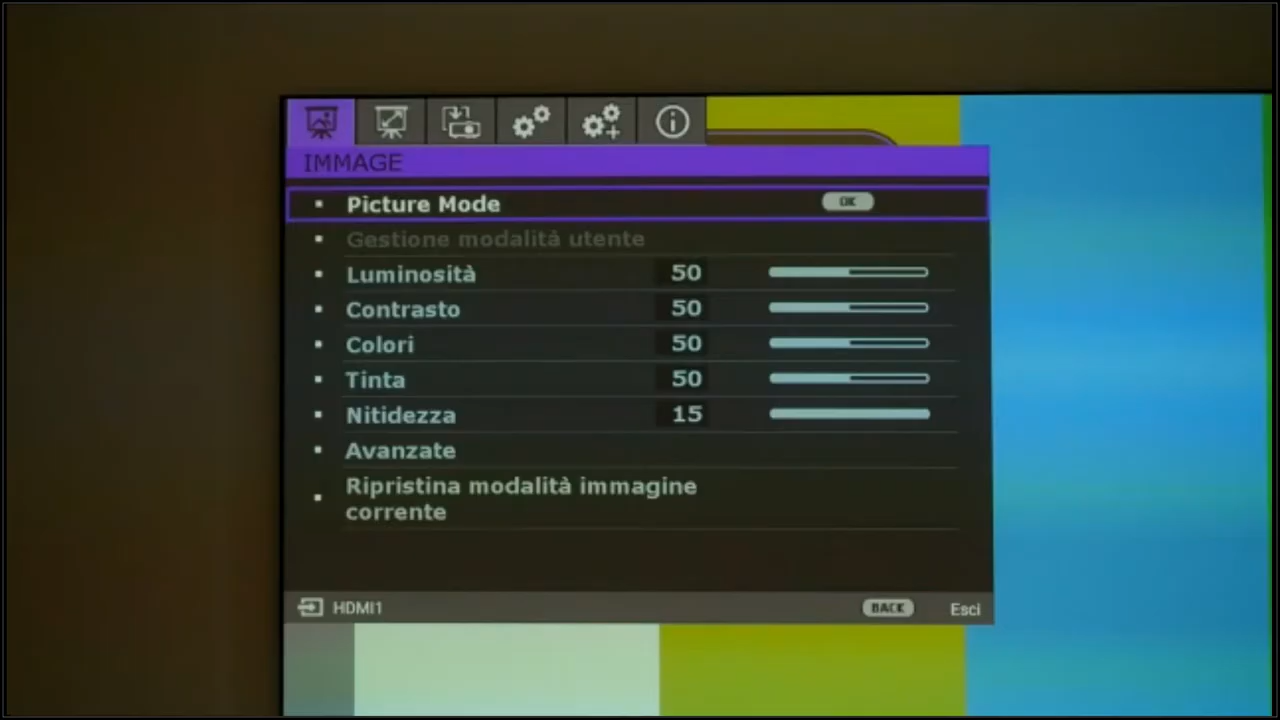 IMMAGE
Picture Mode OK
Gestione modalità utente
Luminosità 50
Contrasto 50
Colori 50
Tinta 50
Nitidezza 15
Avanzate
Ripristina modalità immagine
corrente
HDMI1 BACK Esci